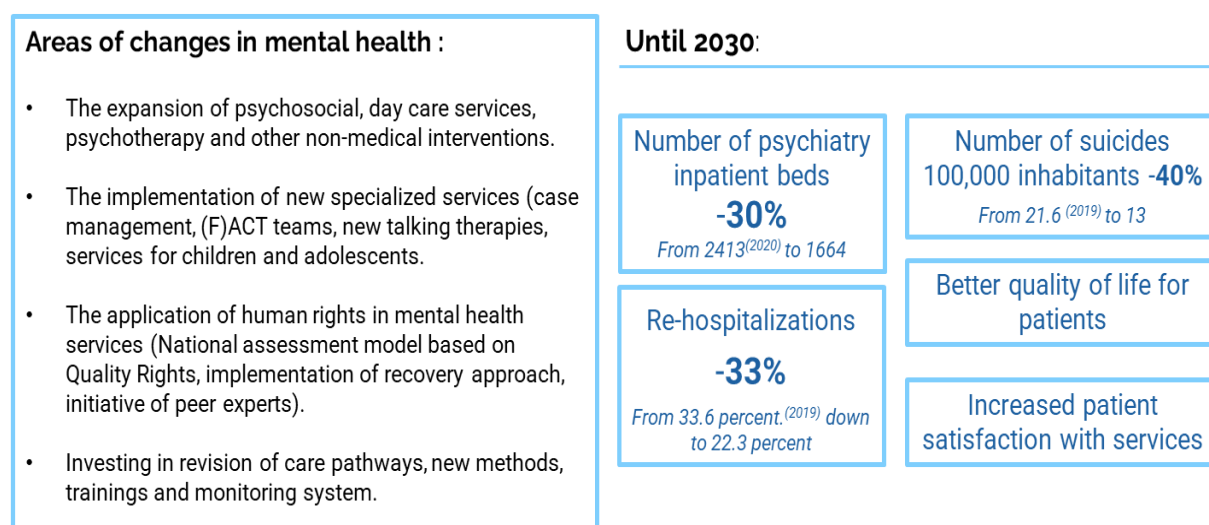 Areas of changes in mental health :
• The expansion of psychosocial, day care services,
psychotherapy and other non-medical interventions.
• The implementation of new specialized services (case
management, (F)ACT teams, new talking therapies,
services for children and adolescents.
• The application of human rights in mental health
services (National assessment model based on
Quality Rights, implementation of recovery approach,
initiative of peer experts).
• Investing in revision of care pathways, new methods,
trainings and monitoring system.
Until 2030:
Number of psychiatry
inpatient beds
-30%
From 2413(2020) to 1664
Re-hospitalizations
-33%
From 33.6 percent.(2019) down
to 22.3 percent
Number of suicides
100,000 inhabitants -40%
From 21.6 (2019) to 13
Better quality of life for
patients
Increased patient
satisfaction with services